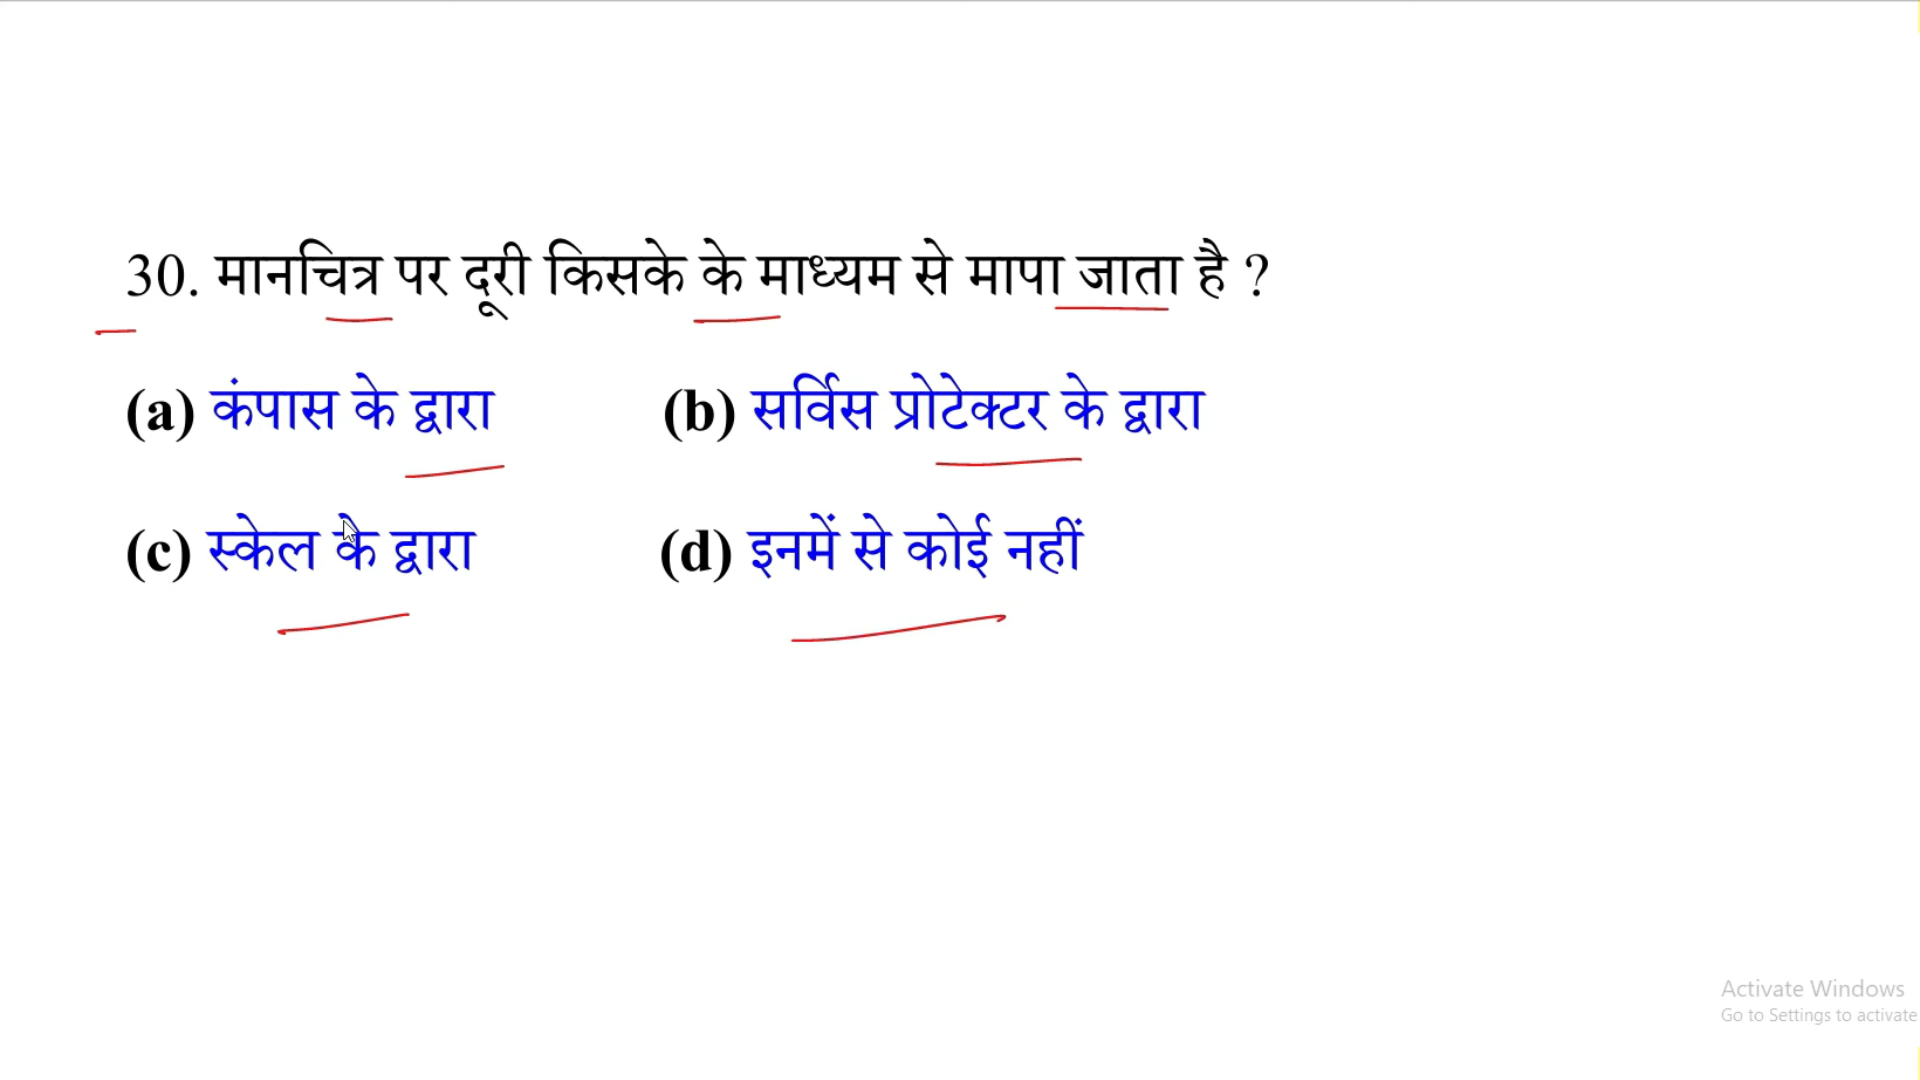 30. मानचित्र पर दूरी किसके के माध्यम से मापा जाता है ?
(a) कंपास के द्वारा (b) सर्विस प्रोटेक्टर के द्वारा
(c) स्केल के द्वारा (d) इनमें से कोई नहीं
Activate Windows
Go to Settings to activate